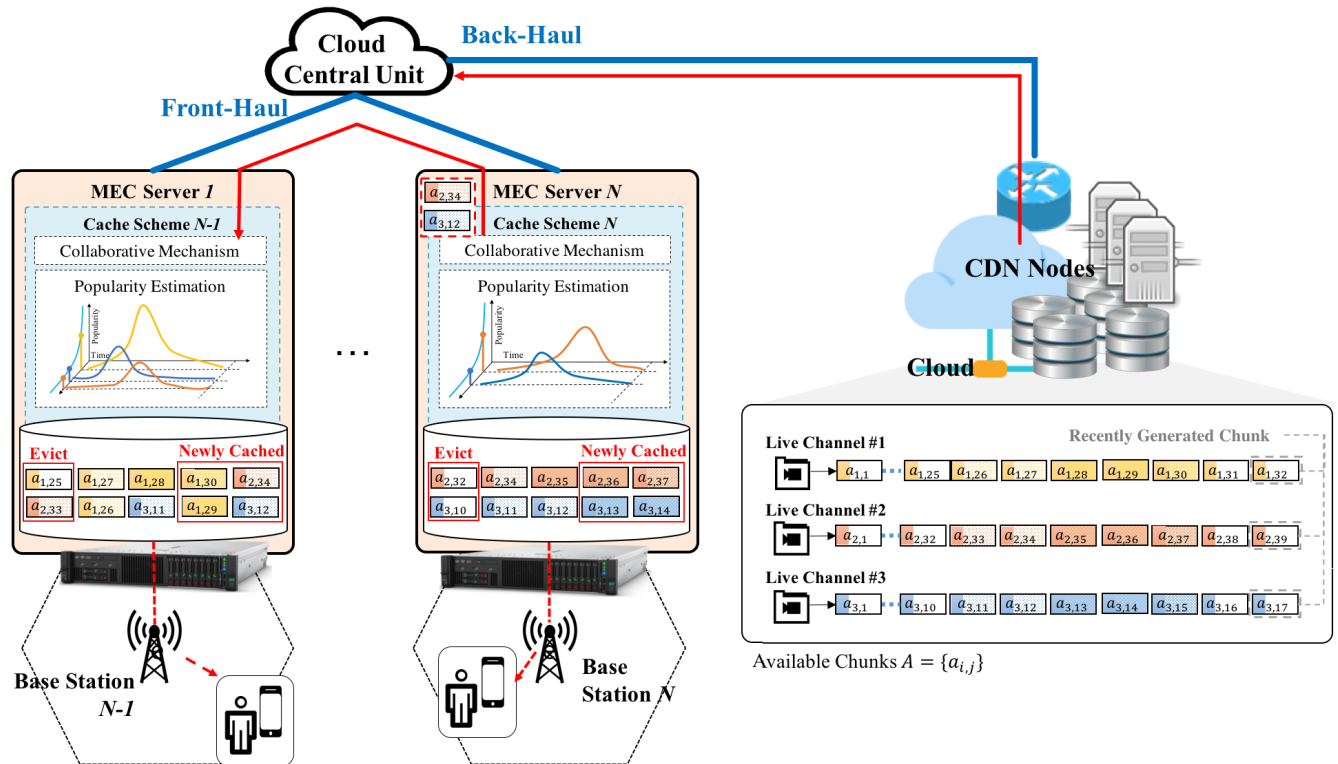 Cloud
Central Unit
Back-Haul
Front-Haul
MEC Server 1
Cache Scheme N-1
Collaborative Mechanism
Popularity Estimation
Popularity
Time
Evict
Newly Cached
a1,25 a1,27 a1,28 a1,30 a2,34
a2,33 a1,26 a3,11 a1,29 a3,12
Base Station
N-1
...
a2,34
a3,12
MEC Server N
Cache Scheme N
Collaborative Mechanism
Popularity Estimation
Popularity
Time
Evict
Newly Cached
a2,32 a2,34 a2,35 a2,36 a2,37
a3,10 a3,11 a3,12 a3,13 a3,14
Base
Station N
CDN Nodes
Cloud
Recently Generated Chunk
Live Channel #1
a1,1 a1,25 a1,26 a1,27 a1,28 a1,29 a1,30 a1,31 a1,32
Live Channel #2
a2,1 a2,32 a2,33 a2,34 a2,35 a2,36 a2,37 a2,38 a2,39
Live Channel #3
a3,1 a3,10 a3,11 a3,12 a3,13 a3,14 a3,15 a3,16 a3,17
Available Chunks A = {ai,j}